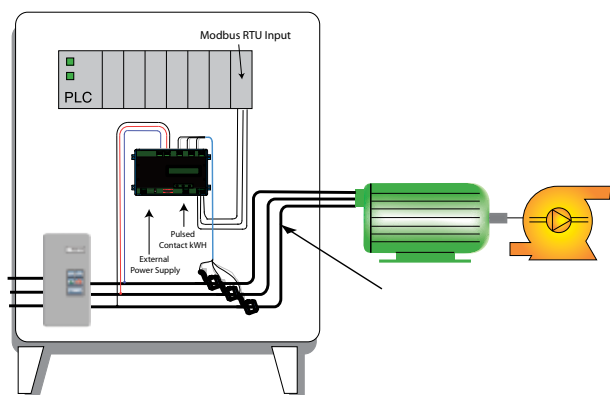 Modbus RTU Input
PLC
Pulsed
Contact kWH
External
Power Supply